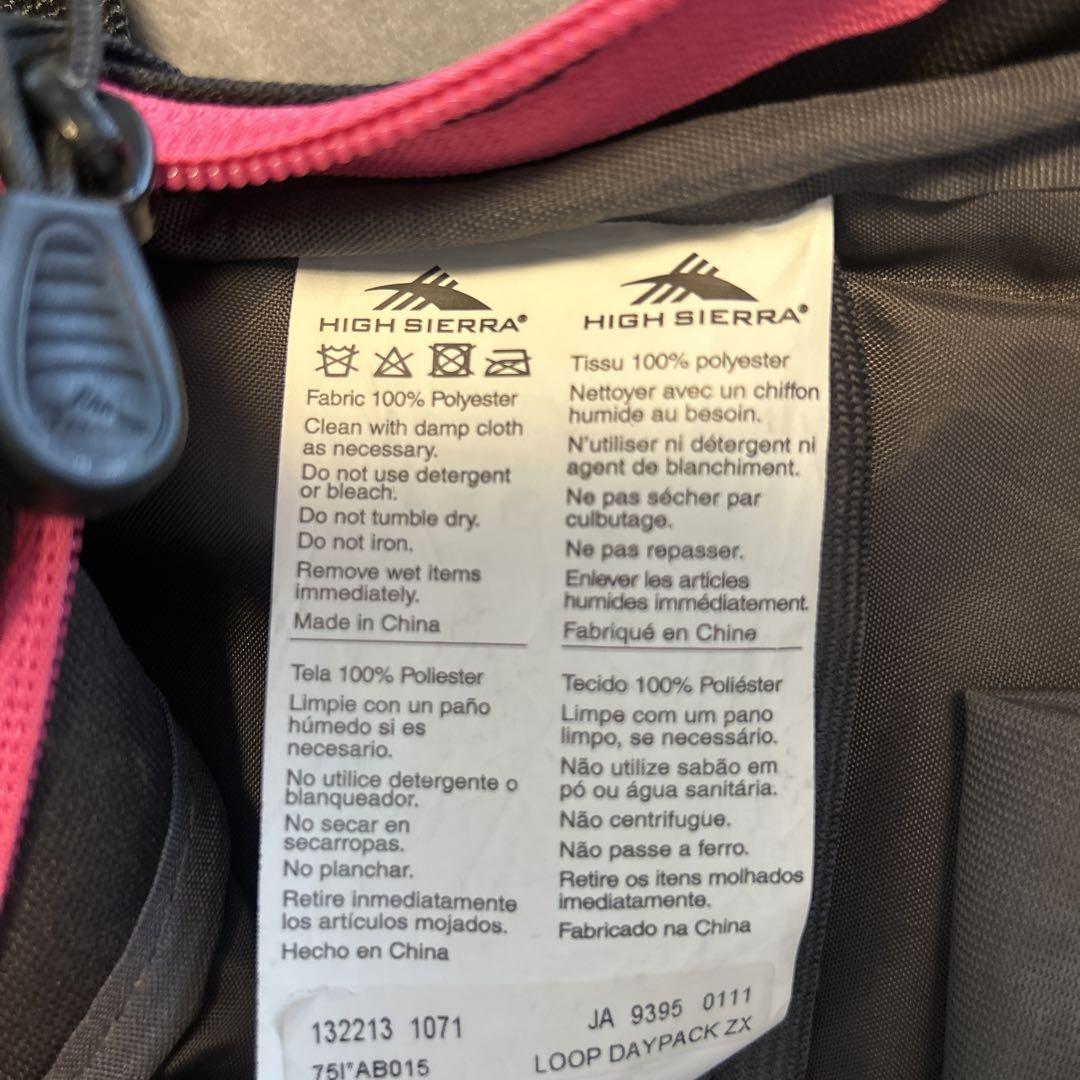 HIGH SIERRA®
Fabric 100% Polyester
Clean with damp cloth
as necessary.
Do not use detergent
or bleach.
Do not tumble dry.
Do not iron.
Remove wet items
immediately.
Made in China
HIGH SIERRA®
Tissu 100% polyester
Nettoyer avec un chiffon
humide au besoin.
N'utiliser ni détergent ni
agent de blanchiment.
Ne pas sécher par
culbutage.
Ne pas repasser.
Enlever les articles
humides immédiatement.
Fabriqué en Chine
Tela 100% Poliester
Limpie con un paño
húmedo si es
necesario.
No utilice detergente o
blanqueador.
No secar en
secarropas.
No planchar.
Retire inmediatamente
los artículos mojados.
Hecho en China
Tecido 100% Poliéster
Limpe com um pano
limpo, se necessário.
Não utilize sabão em
pó ou água sanitária.
Não centrifugue.
Não passe a ferro.
Retire os itens molhados
imediatamente.
Fabricado na China
132213 1071
JA 9395 0111
75I*AB015
LOOP DAYPACK ZX